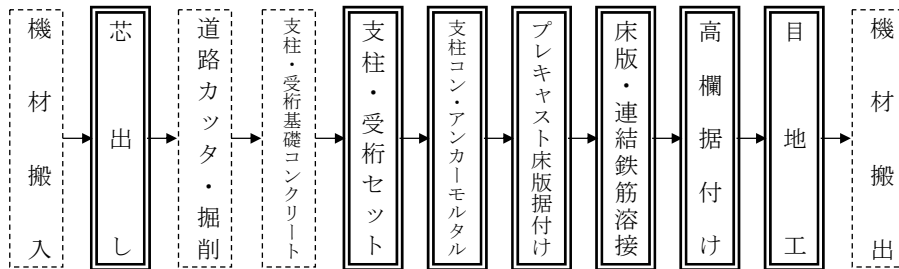 機材搬入
芯出し
道路カッタ・掘削
支柱・受桁基礎コンクリート
支柱・受桁セット
支柱コン・アンカーモルタル
プレキャスト床版据付け
床版・連結鉄筋溶接
高欄据付け
目地工
機材搬出